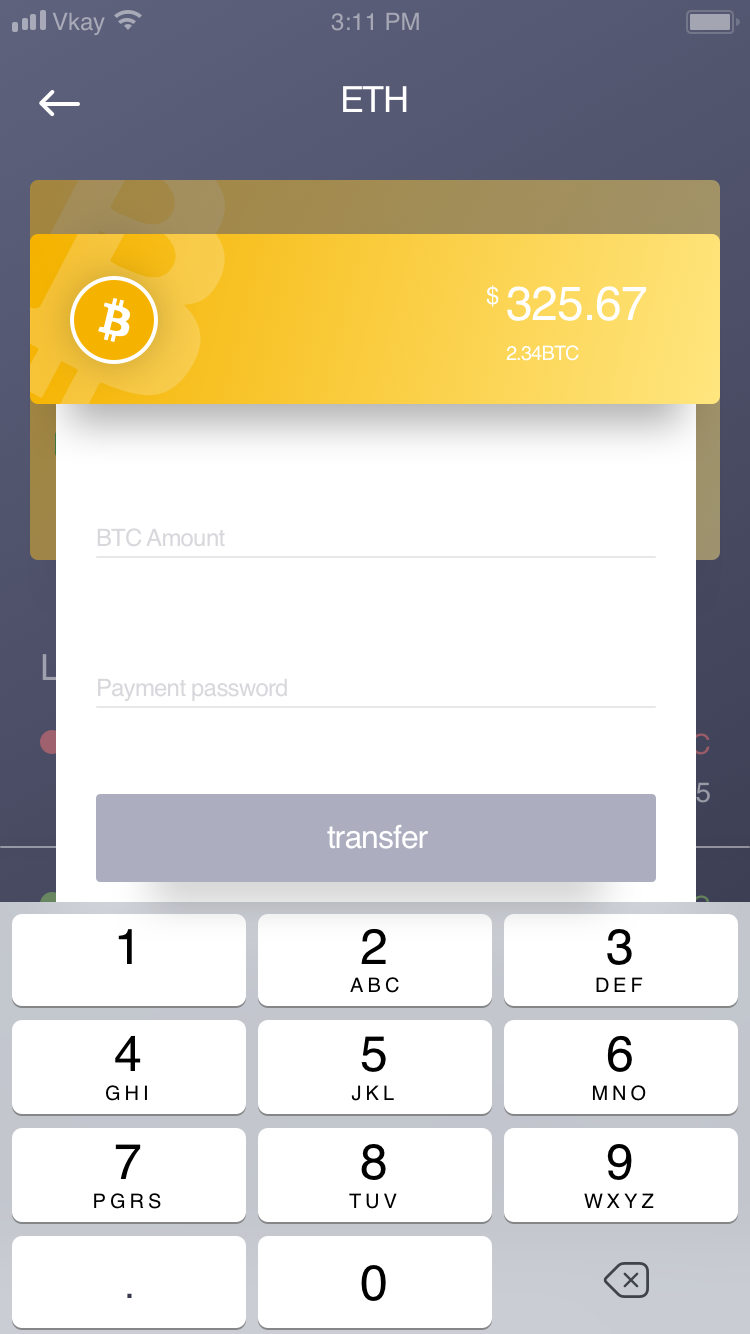 Vkay 3:11 PM
ETH
$ 325.67
2.34BTC
BTC Amount
Payment password
L
C
5
transfer
1 2 3
ABC DEF
4 5 6
GHI JKL MNO
7 8 9
PGRS TUV WXYZ
. 0